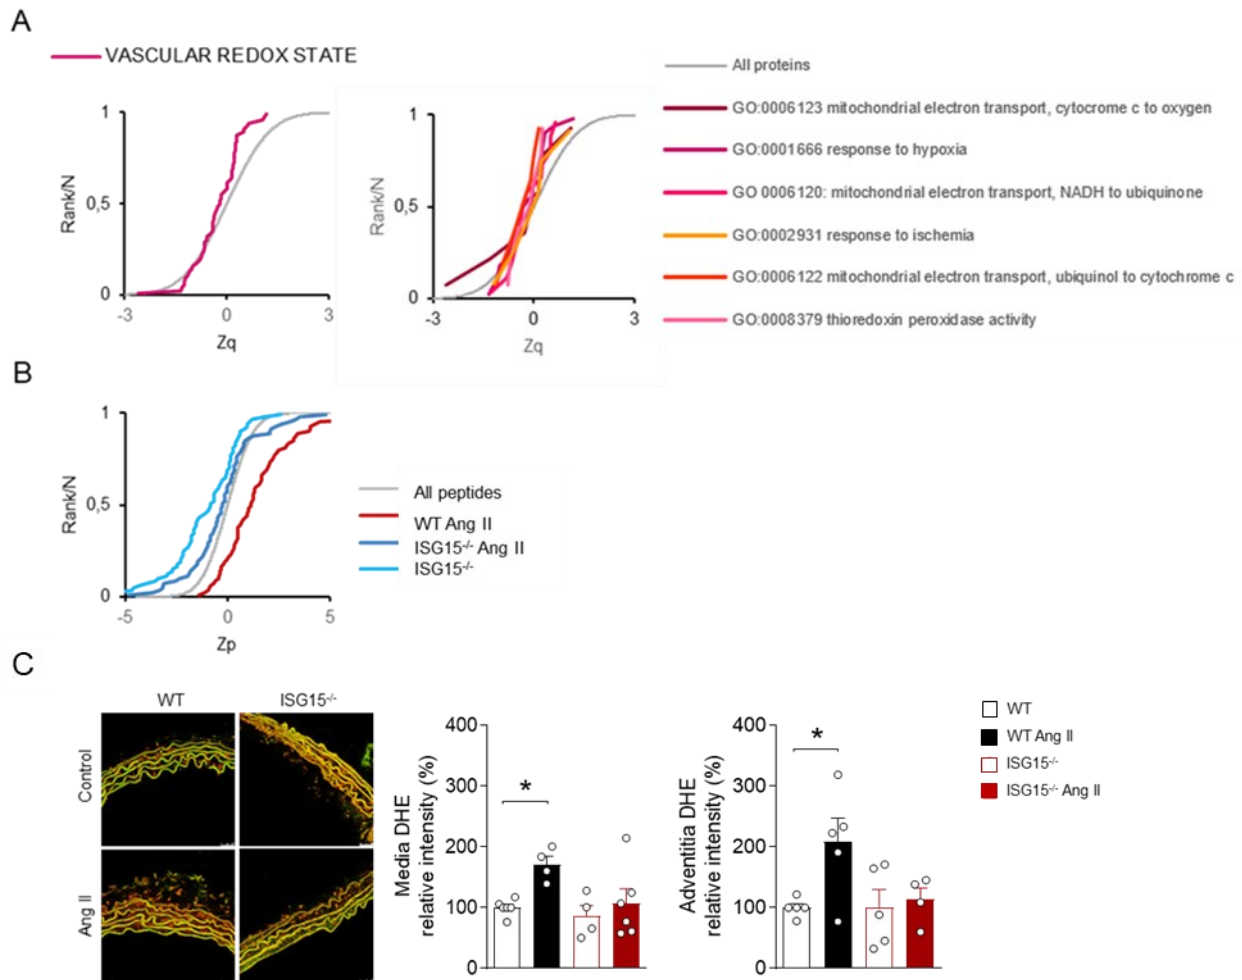 A
VASCULAR REDOX STATE
1
0,5
0
-3
0
3
Rank/N
Zq
1
0,5
0
-3
0
3
Rank/N
Zq
All proteins
GO:0006123 mitochondrial electron transport, cytocrome c to oxygen
GO:0001666 response to hypoxia
GO 0006120: mitochondrial electron transport, NADH to ubiquinone
GO:0002931 response to ischemia
GO:0006122 mitochondrial electron transport, ubiquinol to cytochrome c
GO:0008379 thioredoxin peroxidase activity
B
1
0,5
0
-5
0
5
Rank/N
Zp
All peptides
WT Ang II
ISG15-/- Ang II
ISG15-/-
C
WT
ISG15-/-
Control
Ang II
Media DHE
relative intensity (%)
400
300
200
100
0
*
Adventitia DHE
relative intensity (%)
400
300
200
100
0
*
WT
WT Ang II
ISG15-/-
ISG15-/- Ang II